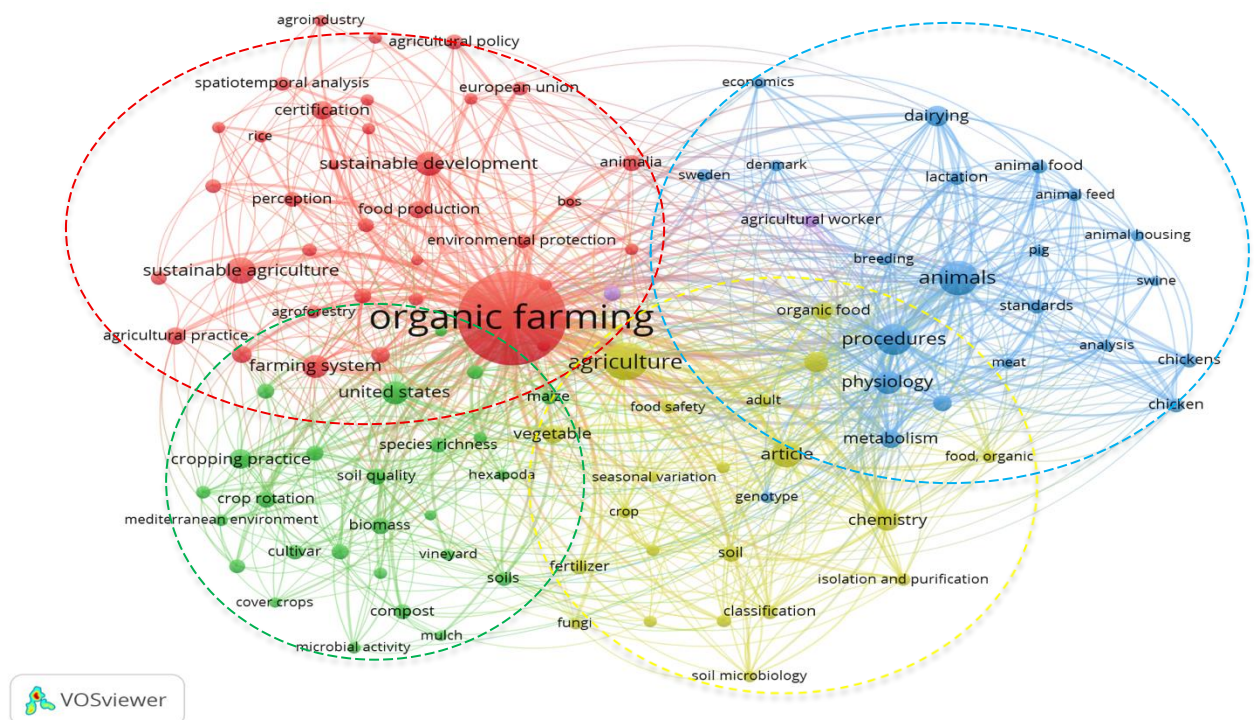 agroindustry
agricultural policy
spatiotemporal analysis
european union
economics
certification
dairying
rice
sustainable development
animalia
denmark
animal food
sweden
lactation
animal feed
perception
bos
food production
agricultural worker
environmental protection
animal housing
breeding
pig
sustainable agriculture
animals
swine
agroforestry
organic food
standards
organic farming
agricultural practice
procedures
analysis
farming system
agriculture
meat
chickens
physiology
united states
maize
food safety
adult
chicken
vegetable
species richness
metabolism
cropping practice
article
food, organic
soil quality
hexapoda
seasonal variation
crop rotation
genotype
mediterranean environment
biomass
crop
chemistry
cultivar
vineyard
soil
fertilizer
soils
isolation and purification
cover crops
compost
classification
fungi
mulch
microbial activity
soil microbiology
VOSviewer